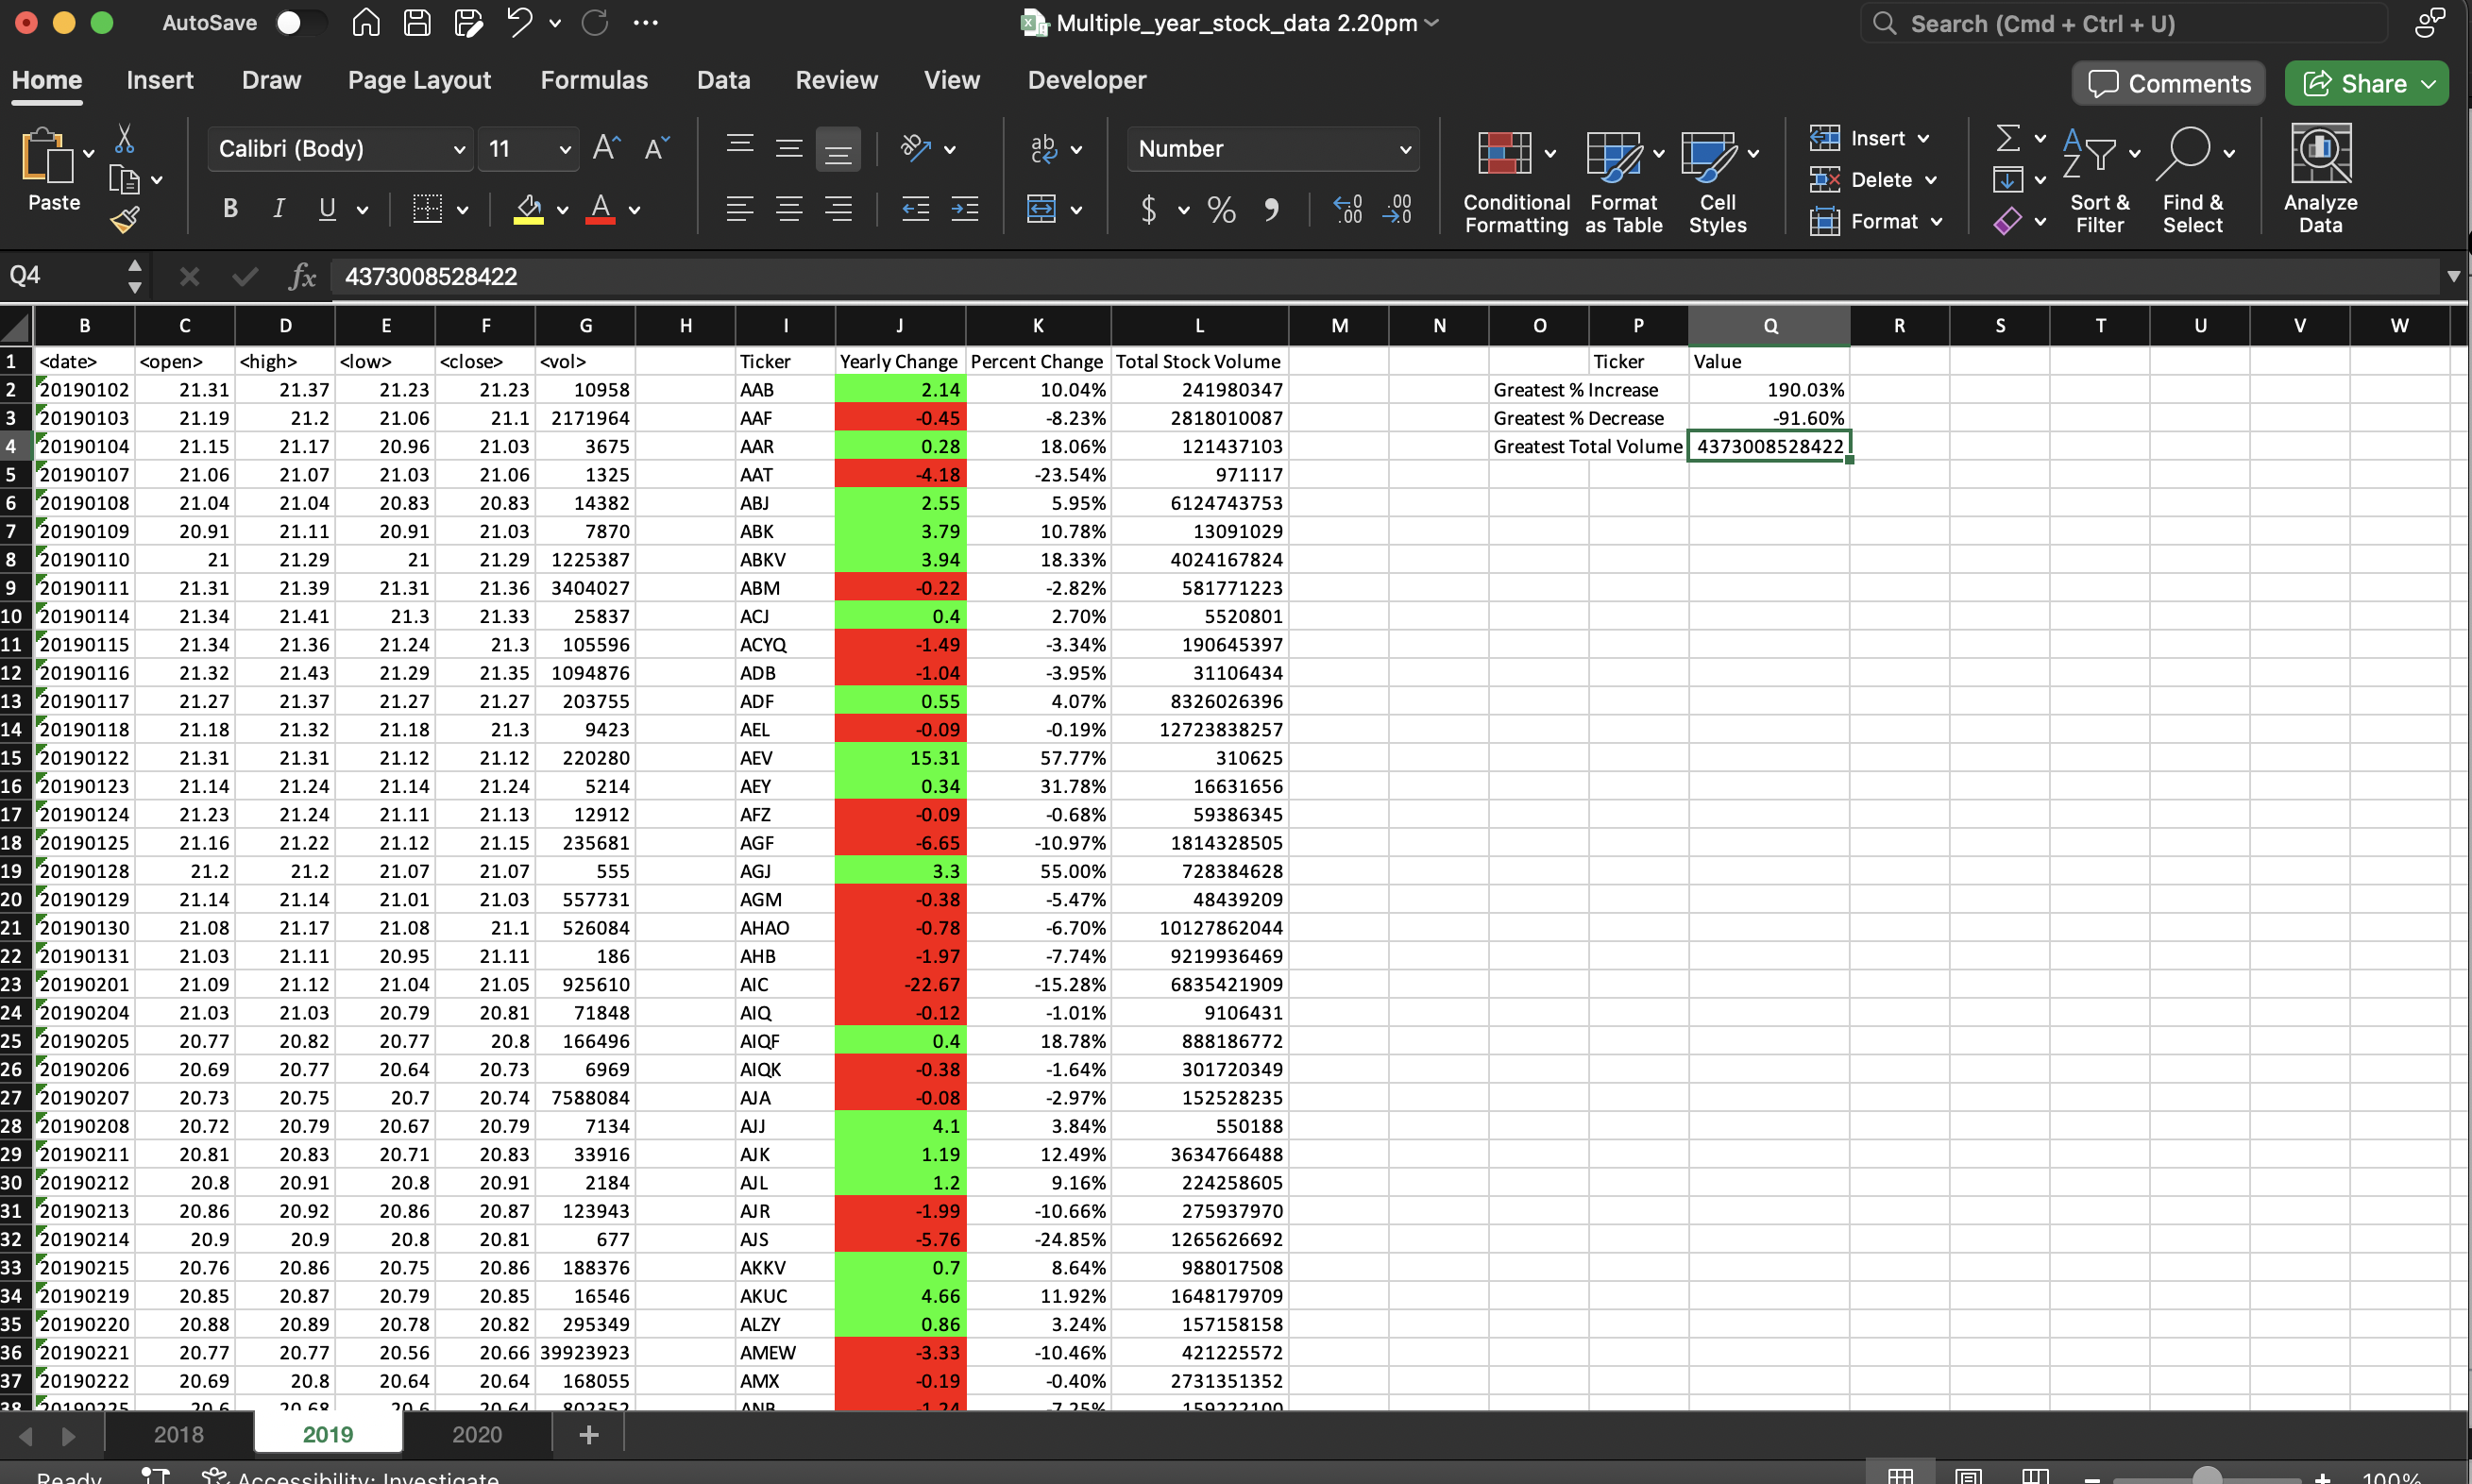 AutoSave Multiple_year_stock_data 2.20pm Search (Cmd + Ctrl + U)
Home Insert Draw Page Layout Formulas Data Review View Developer Comments Share
Paste Calibri (Body) 11 Number Conditional Formatting Format as Table Cell Styles Insert Delete Format Sort & Filter Find & Select Analyze Data
Q4 fx 4373008528422
B C D E F G H I J K L M N O P Q R S T U V W
1 <date> <open> <high> <low> <close> <vol> Ticker Yearly Change Percent Change Total Stock Volume Ticker Value
2 20190102 21.31 21.37 21.23 21.23 10958 AAB 2.14 10.04% 241980347 Greatest % Increase 190.03%
3 20190103 21.19 21.2 21.06 21.1 2171964 AAF -0.45 -8.23% 2818010087 Greatest % Decrease -91.60%
4 20190104 21.15 21.17 20.96 21.03 3675 AAR 0.28 18.06% 121437103 Greatest Total Volume 4373008528422
5 20190107 21.06 21.07 21.03 21.06 1325 AAT -4.18 -23.54% 971117
6 20190108 21.04 21.04 20.83 20.83 14382 ABJ 2.55 5.95% 6124743753
7 20190109 20.91 21.11 20.91 21.03 7870 ABK 3.79 10.78% 13091029
8 20190110 21 21.29 21 21.29 1225387 ABKV 3.94 18.33% 4024167824
9 20190111 21.31 21.39 21.31 21.36 3404027 ABM -0.22 -2.82% 581771223
10 20190114 21.34 21.41 21.3 21.33 25837 ACJ 0.4 2.70% 5520801
11 20190115 21.34 21.36 21.24 21.3 105596 ACYQ -1.49 -3.34% 190645397
12 20190116 21.32 21.43 21.29 21.35 1094876 ADB -1.04 -3.95% 31106434
13 20190117 21.27 21.37 21.27 21.27 203755 ADF 0.55 4.07% 8326026396
14 20190118 21.18 21.32 21.18 21.3 9423 AEL -0.09 -0.19% 12723838257
15 20190122 21.31 21.31 21.12 21.12 220280 AEV 15.31 57.77% 310625
16 20190123 21.14 21.24 21.14 21.24 5214 AEY 0.34 31.78% 16631656
17 20190124 21.23 21.24 21.11 21.13 12912 AFZ -0.09 -0.68% 59386345
18 20190125 21.16 21.22 21.12 21.15 235681 AGF -6.65 -10.97% 1814328505
19 20190128 21.2 21.2 21.07 21.07 555 AGJ 3.3 55.00% 728384628
20 20190129 21.14 21.14 21.01 21.03 557731 AGM -0.38 -5.47% 48439209
21 20190130 21.08 21.17 21.08 21.1 526084 AHAO -0.78 -6.70% 10127862044
22 20190131 21.03 21.11 20.95 21.11 186 AHB -1.97 -7.74% 9219936469
23 20190201 21.09 21.12 21.04 21.05 925610 AIC -22.67 -15.28% 6835421909
24 20190204 21.03 21.03 20.79 20.81 71848 AIQ -0.12 -1.01% 9106431
25 20190205 20.77 20.82 20.77 20.8 166496 AIQF 0.4 18.78% 888186772
26 20190206 20.69 20.77 20.64 20.73 6969 AIQK -0.38 -1.64% 301720349
27 20190207 20.73 20.75 20.7 20.74 7588084 AJA -0.08 -2.97% 152528235
28 20190208 20.72 20.79 20.67 20.79 7134 AJJ 4.1 3.84% 550188
29 20190211 20.81 20.83 20.71 20.83 33916 AJK 1.19 12.49% 3634766488
30 20190212 20.8 20.91 20.8 20.91 2184 AJL 1.2 9.16% 224258605
31 20190213 20.86 20.92 20.86 20.87 123943 AJR -1.99 -10.66% 275937970
32 20190214 20.9 20.9 20.8 20.81 677 AJS -5.76 -24.85% 1265626692
33 20190215 20.76 20.86 20.75 20.86 188376 AKKV 0.7 8.64% 988017508
34 20190219 20.85 20.87 20.79 20.85 16546 AKUC 4.66 11.92% 1648179709
35 20190220 20.88 20.89 20.78 20.82 295349 ALZY 0.86 3.24% 157158158
36 20190221 20.77 20.77 20.56 20.66 39923923 AMEW -3.33 -10.46% 421225572
37 20190222 20.69 20.8 20.64 20.64 168055 AMX -0.19 -0.40% 2731351352
38 20190225 20.6 20.68 20.6 20.64 802352 ANB -1.24 -7.25% 159222100
2018 2019 2020 +
Ready Accessibility: Investigate 100%